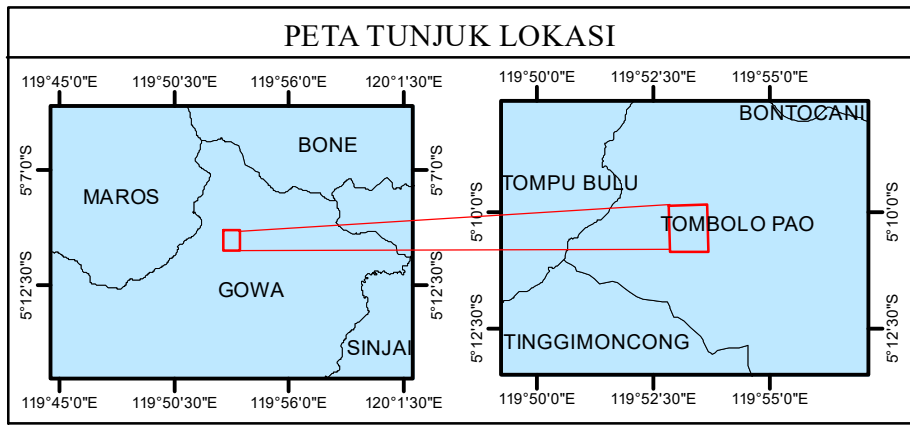 PETA TUNJUK LOKASI
119°45'0"E 119°50'30"E 119°56'0"E 120°1'30"E
5°7'0"S
5°12'30"S
BONE
MAROS
GOWA
SINJAI
5°7'0"S
5°12'30"S
119°45'0"E 119°50'30"E 119°56'0"E 120°1'30"E
119°50'0"E 119°52'30"E 119°55'0"E
5°10'0"S
5°12'30"S
BONTOCANI
TOMPU BULU
TOMBOLO PAO
TINGGIMONCONG
5°10'0"S
5°12'30"S
119°50'0"E 119°52'30"E 119°55'0"E